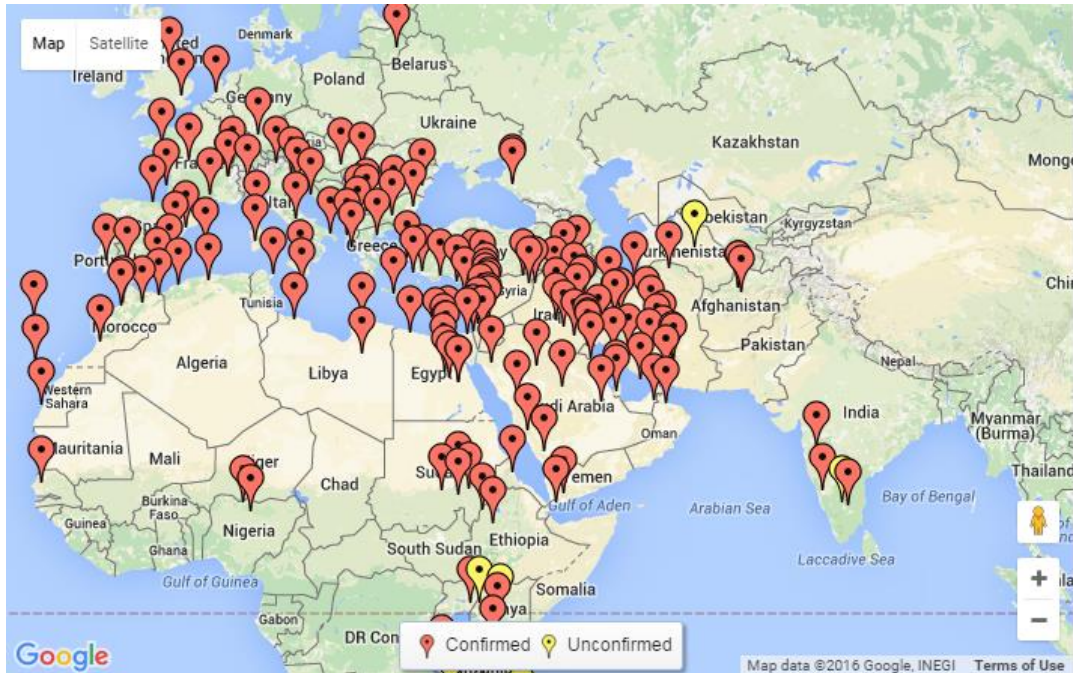 Map Satellite
Denmark
Ireland
Belarus
Poland
Germany
Ukraine
Kazakhstan
Kyrgyzstan
Greece
Tunisia
Morocco
Afghanistan
Algeria
Libya
Egypt
Pakistan
Nepal
Western
Sahara
India
Myanmar
(Burma)
Oman
Mauritania
Mali
Chad
Thailand
Burkina
Faso
Gulf of Aden
Arabian Sea
Bay of Bengal
Guinea
Nigeria
Ghana
South Sudan
Ethiopia
Laccadive Sea
Gulf of Guinea
Somalia
Gabon
DR Con
Confirmed Unconfirmed
Google
Map data ©2016 Google, INEGI Terms of Use